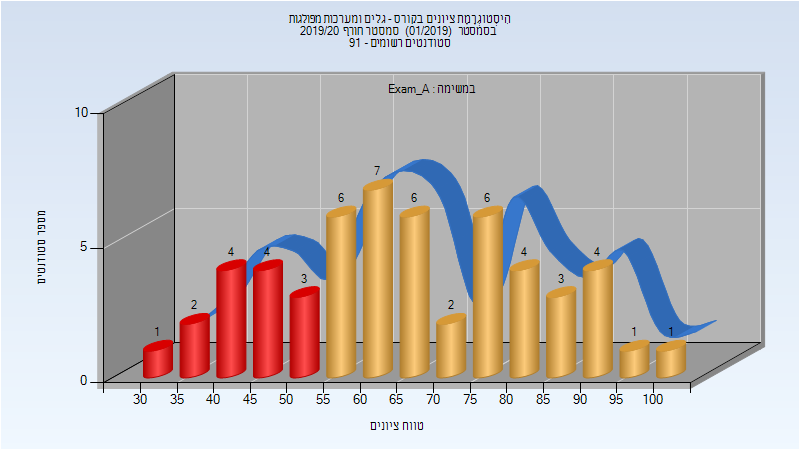 היסטוגרמת ציונים בקורס - גלים ומערכות מפולגות
בסמסטר (01/2019) סמסטר חורף 2019/20
סטודנטים רשומים - 91
במשימה : Exam_A
מספר סטודנטים
10
5
0
1
2
4
4
3
6
7
6
2
6
4
3
4
1
1
30 35 40 45 50 55 60 65 70 75 80 85 90 95 100
טווח ציונים